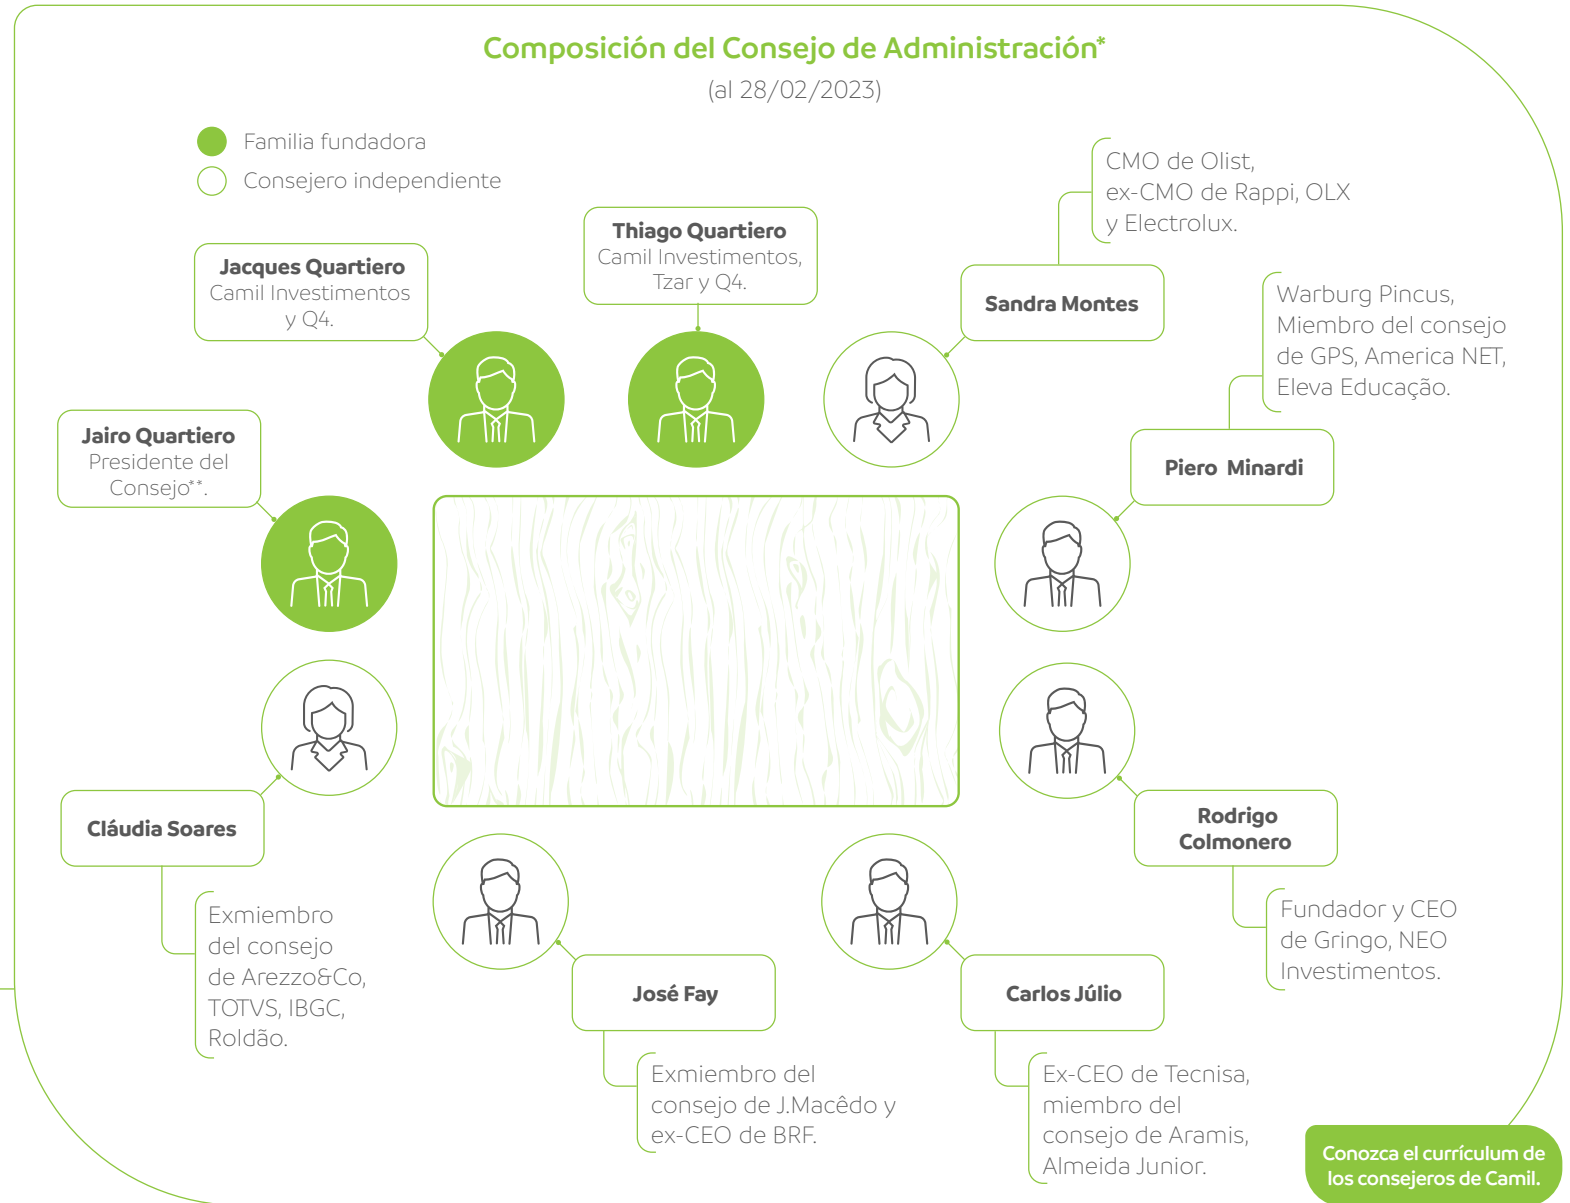 Composición del Consejo de Administración*
(al 28/02/2023)
Familia fundadora
Consejero independiente
Jairo Quartiero
Presidente del
Consejo**.
Jacques Quartiero
Camil Investimentos
y Q4.
Thiago Quartiero
Camil Investimentos,
Tzar y Q4.
CMO de Olist,
ex-CMO de Rappi, OLX
y Electrolux.
Sandra Montes
Warburg Pincus,
Miembro del consejo
de GPS, America NET,
Eleva Educação.
Piero Minardi
Rodrigo
Colmonero
Fundador y CEO
de Gringo, NEO
Investimentos.
Carlos Júlio
Ex-CEO de Tecnisa,
miembro del
consejo de Aramis,
Almeida Junior.
José Fay
Exmiembro del
consejo de J.Macêdo y
ex-CEO de BRF.
Cláudia Soares
Exmiembro
del consejo
de Arezzo&Co,
TOTVS, IBGC,
Roldão.
Conozca el currículum de
los consejeros de Camil.